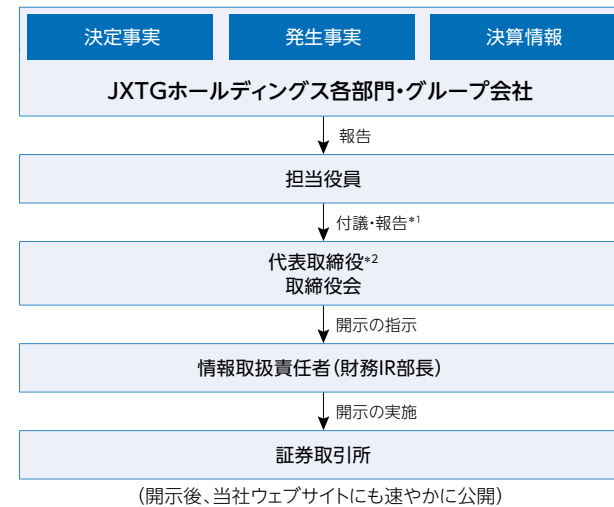 決定事実 発生事実 決算情報
JXTGホールディングス各部門・グループ会社
報告
担当役員
付議・報告*1
代表取締役*2
取締役会
開示の指示
情報取扱責任者(財務IR部長)
開示の実施
証券取引所
(開示後、当社ウェブサイトにも速やかに公開)